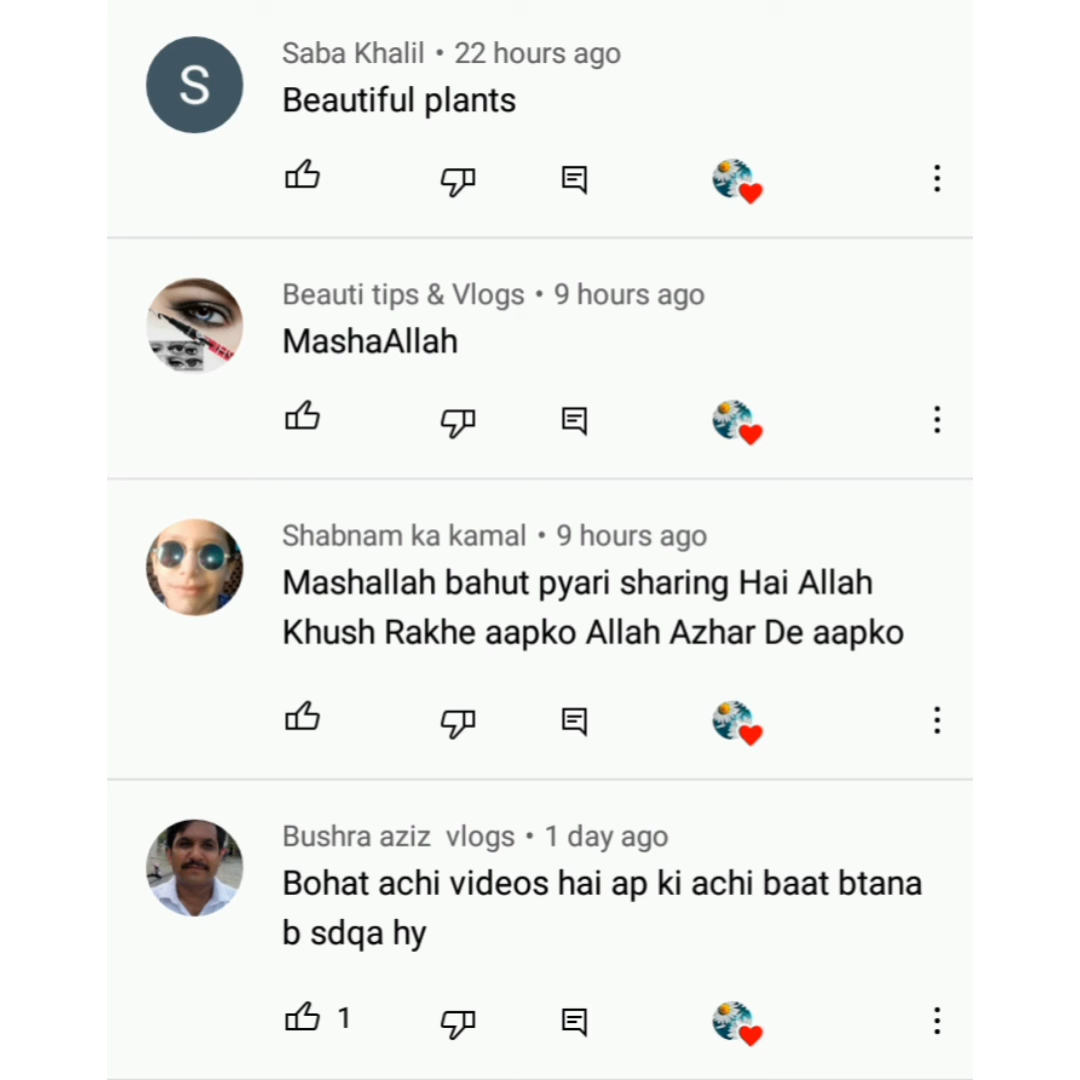 S
Saba Khalil • 22 hours ago
Beautiful plants
Beauti tips & Vlogs • 9 hours ago
MashaAllah
Shabnam ka kamal • 9 hours ago
Mashallah bahut pyari sharing Hai Allah
Khush Rakhe aapko Allah Azhar De aapko
Bushra aziz vlogs • 1 day ago
Bohat achi videos hai ap ki achi baat btana
b sdqa hy
1